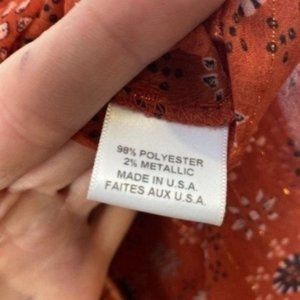 98% POLYESTER
2% METALLIC
MADE IN U.S.A.
FAITES AUX U.S.A.